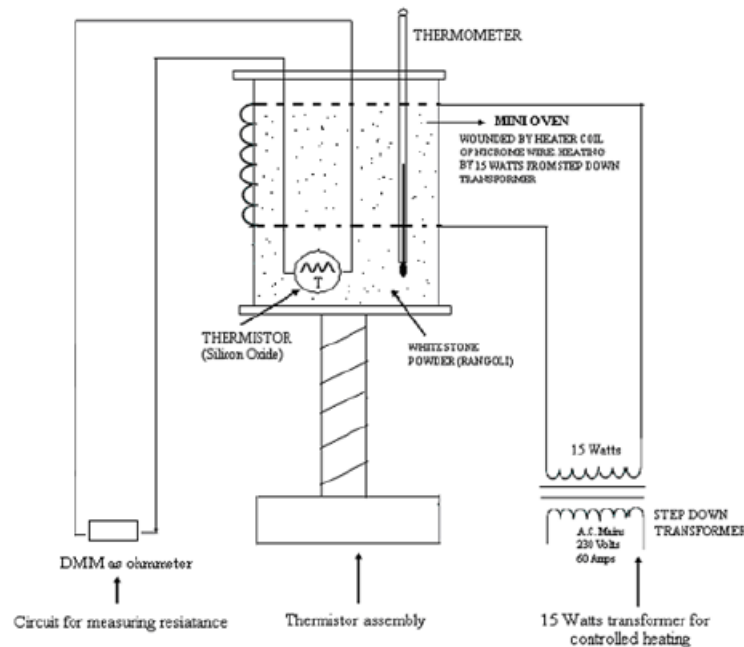 THERMOMETER
MINI OVEN
WOUNDED BY HEATER COIL
OF NICROME WIRE. HEATING
BY 15 WATTS FROM STEP DOWN
TRANSFORMER
T
THERMISTOR
(Silicon Oxide)
WHITE STONE
POWDER (RANGOLI)
15 Watts
STEP DOWN
TRANSFORMER
A.C. Mains
230 Volts
60 Amps
DMM as ohmmeter
Circuit for measuring resiatance
Thermistor assembly
15 Watts transformer for
controlled heating